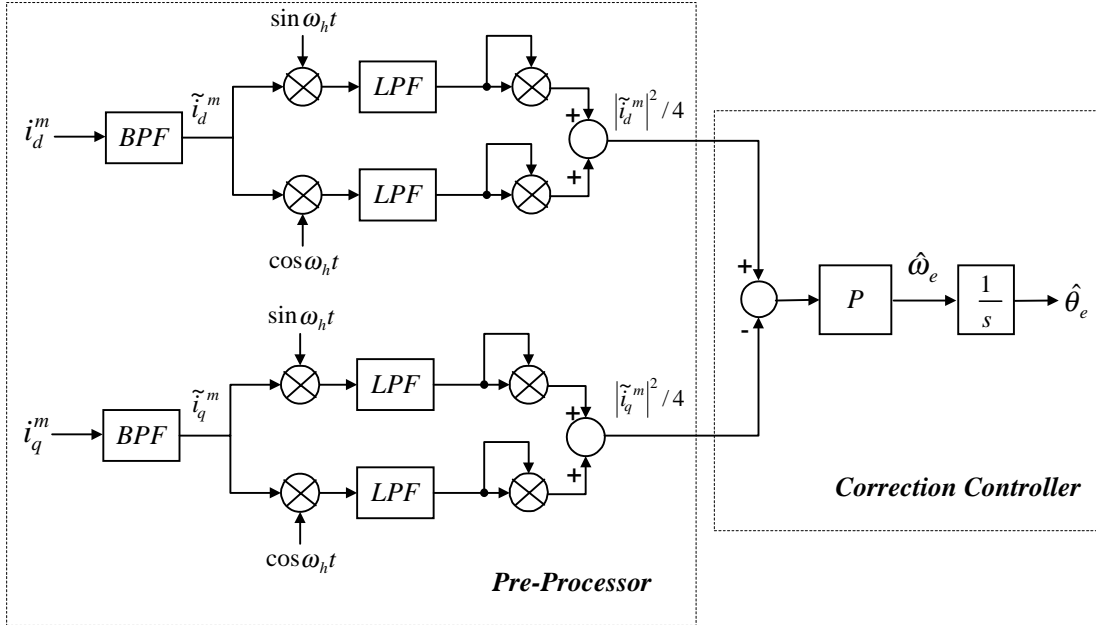 sin ω_h t
LPF
+
|ĩ_d^m|²/4
ĩ_d^m
i_d^m
BPF
+
LPF
cos ω_h t
+
ω̂_e
P
1/s
θ̂_e
-
sin ω_h t
LPF
+
|ĩ_q^m|²/4
ĩ_q^m
i_q^m
BPF
+
LPF
cos ω_h t
Correction Controller
Pre-Processor